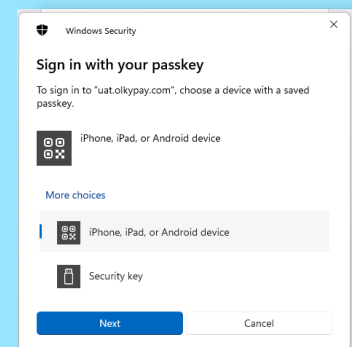 Windows Security
Sign in with your passkey
To sign in to "uat.olkypay.com", choose a device with a saved
passkey.
iPhone, iPad, or Android device
More choices
iPhone, iPad, or Android device
Security key
Next
Cancel